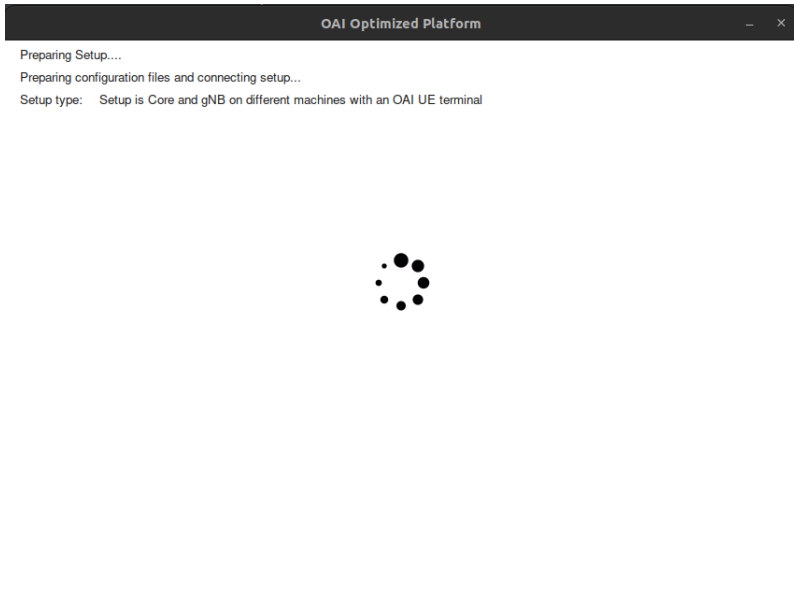 OAI Optimized Platform
Preparing Setup....
Preparing configuration files and connecting setup...
Setup type: Setup is Core and gNB on different machines with an OAI UE terminal